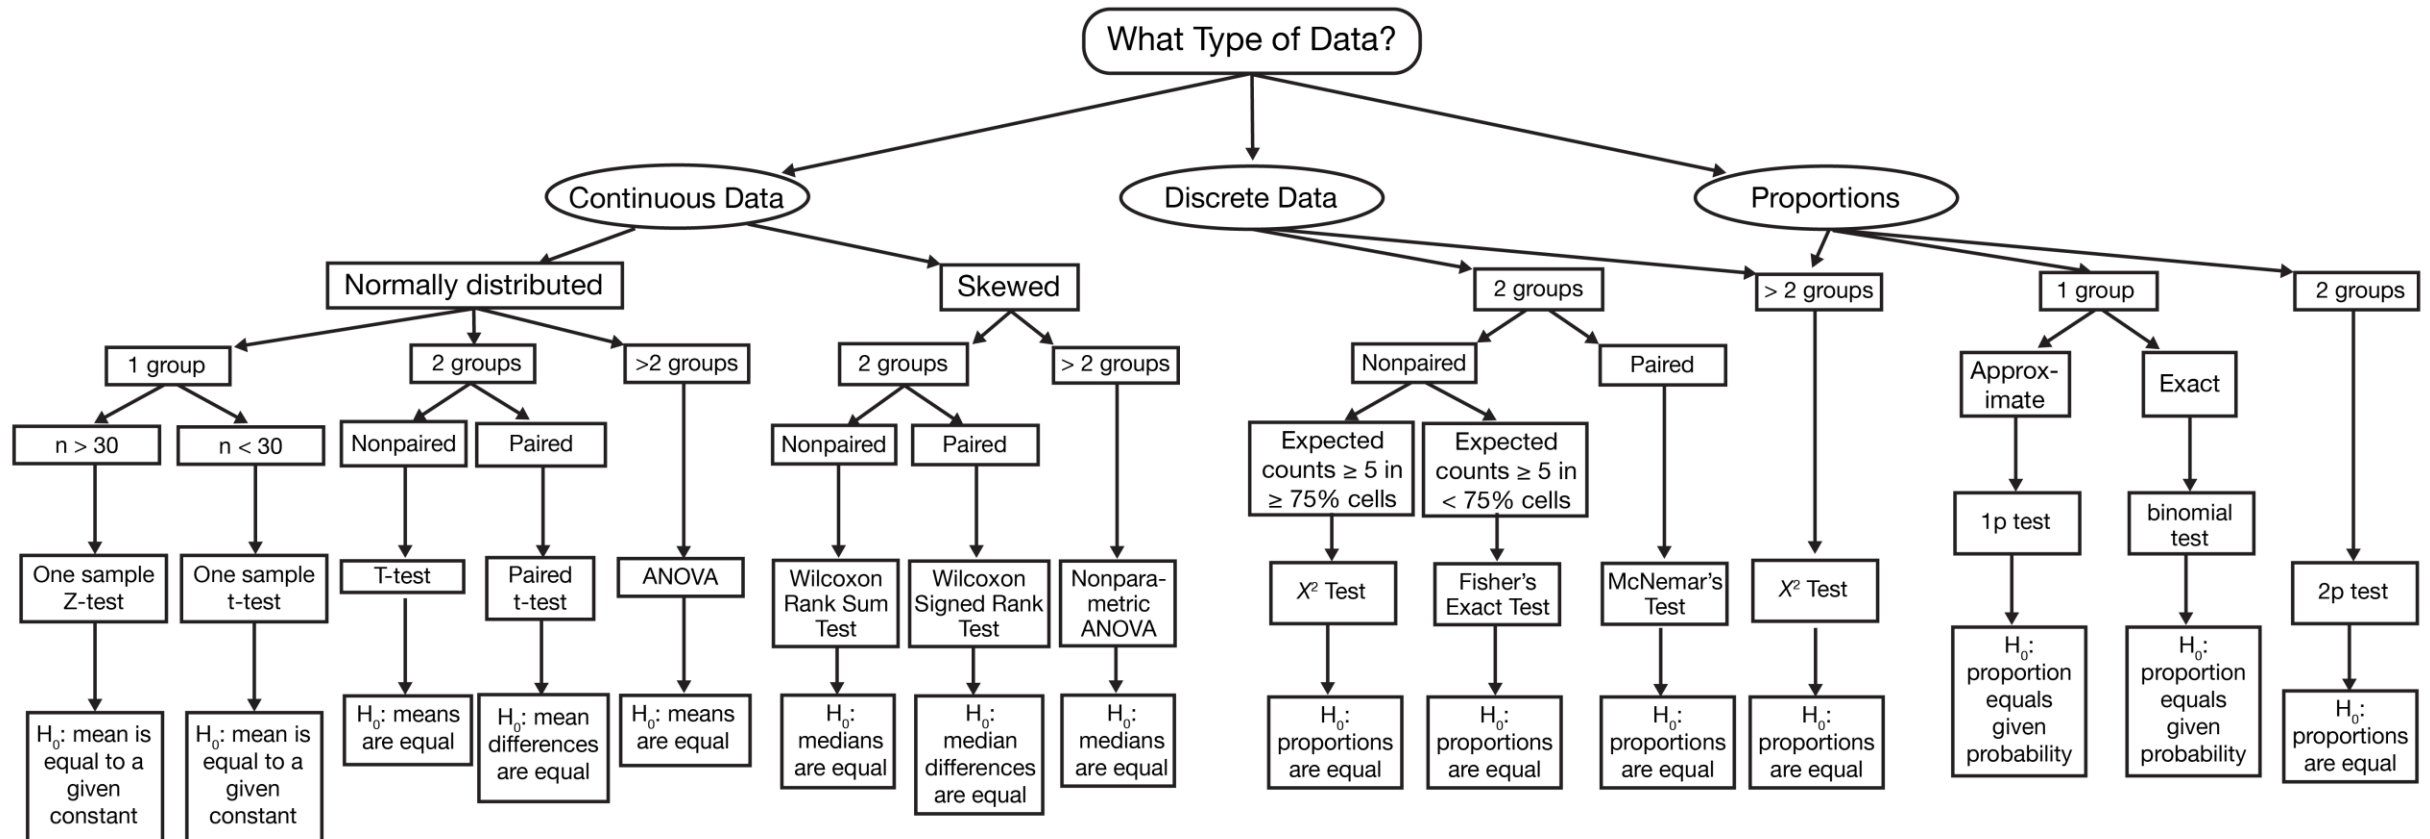 What Type of Data?
Continuous Data
Discrete Data
Proportions
Normally distributed
Skewed
2 groups
> 2 groups
1 group
2 groups
1 group
2 groups
>2 groups
2 groups
> 2 groups
Nonpaired
Paired
Approx-
imate
Exact
n > 30
n < 30
Nonpaired
Paired
Nonpaired
Paired
Expected
counts ≥ 5 in
≥ 75% cells
Expected
counts ≥ 5 in
< 75% cells
1p test
binomial
test
One sample
Z-test
One sample
t-test
T-test
Paired
t-test
ANOVA
Wilcoxon
Rank Sum
Test
Wilcoxon
Signed Rank
Test
Nonpara-
metric
ANOVA
X² Test
Fisher's
Exact Test
McNemar's
Test
X² Test
2p test
H₀: mean is
equal to a
given
constant
H₀: mean is
equal to a
given
constant
H₀: means
are equal
H₀: mean
differences
are equal
H₀: means
are equal
H₀:
medians
are equal
H₀:
median
differences
are equal
H₀:
medians
are equal
H₀:
proportions
are equal
H₀:
proportions
are equal
H₀:
proportions
are equal
H₀:
proportions
are equal
H₀:
proportion
equals
given
probability
H₀:
proportion
equals
given
probability
H₀:
proportions
are equal